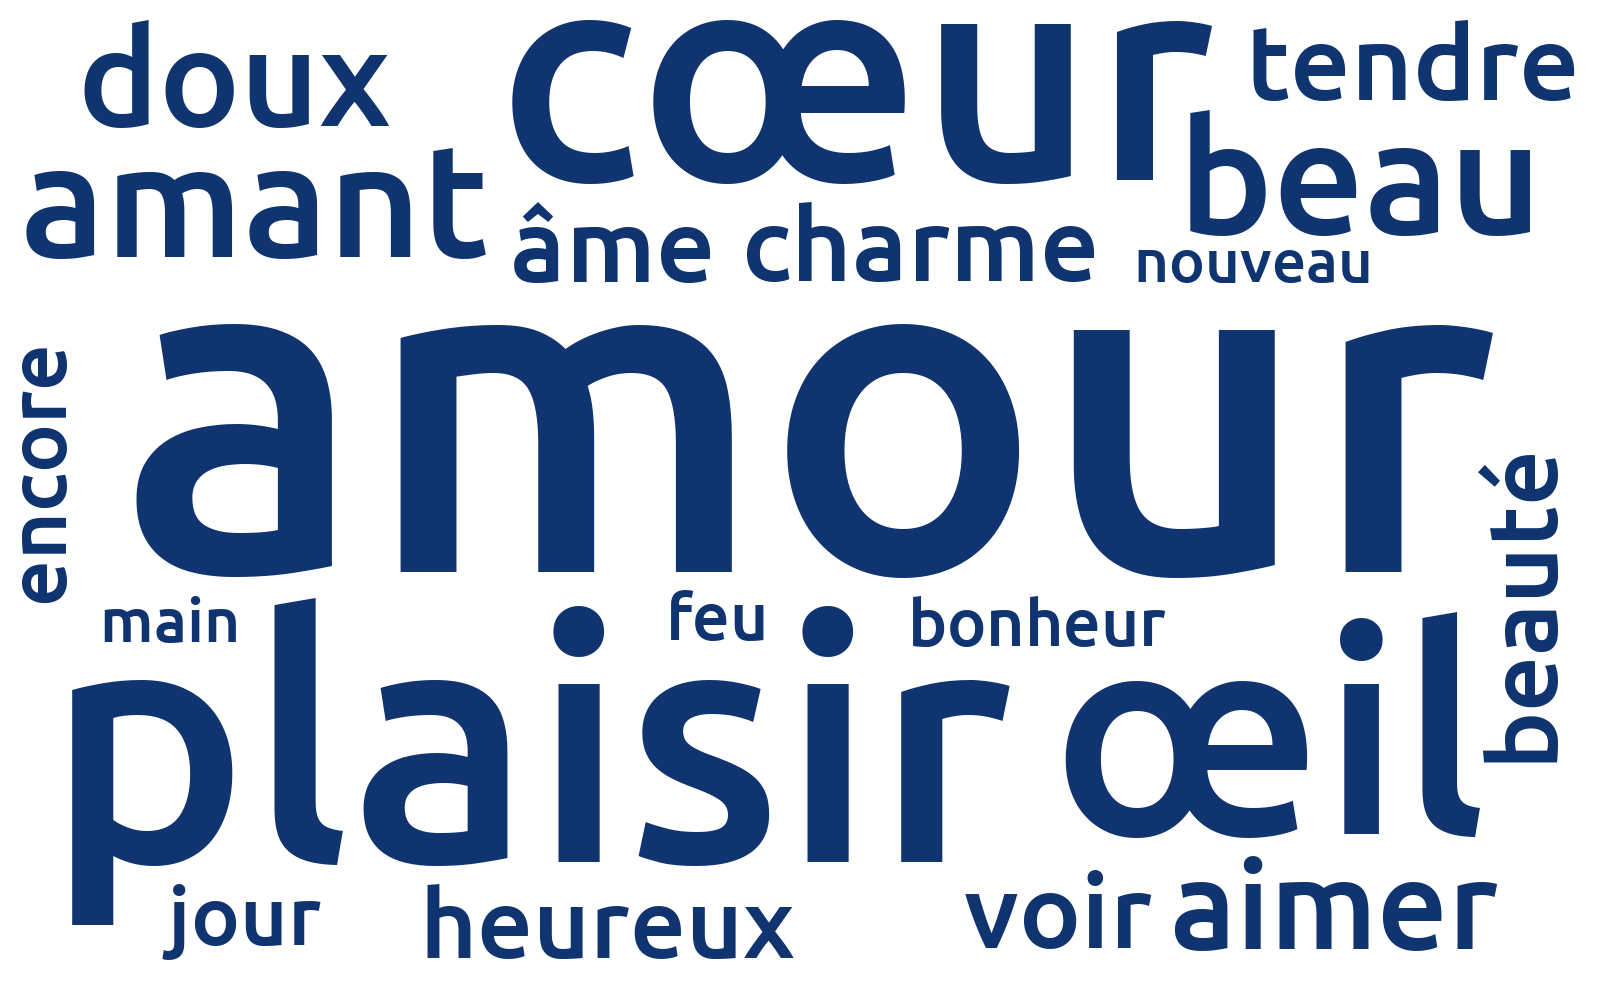 doux
cœur
tendre
amant
beau
âme
charme
nouveau
encore
amour
beauté
main
feu
bonheur
plaisir
œil
jour
heureux
voir
aimer